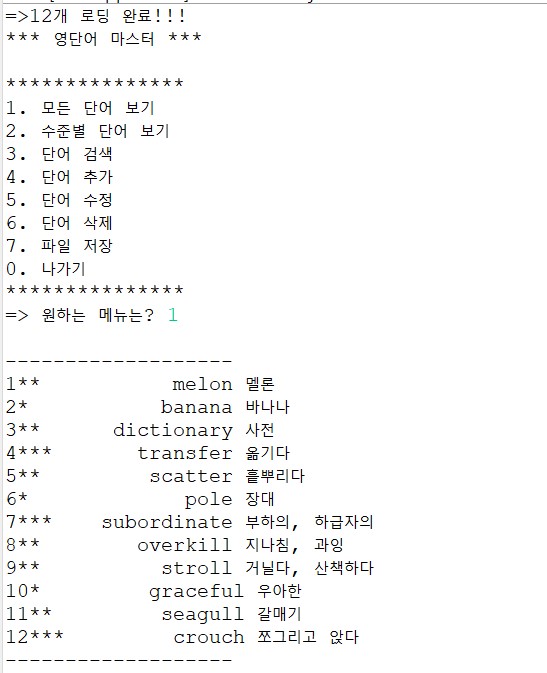 =>12개 로딩 완료!!!
*** 영단어 마스터 ***
***************
1. 모든 단어 보기
2. 수준별 단어 보기
3. 단어 검색
4. 단어 추가
5. 단어 수정
6. 단어 삭제
7. 파일 저장
0. 나가기
***************
=> 원하는 메뉴는? 1
-------------------
1** melon 멜론
2* banana 바나나
3** dictionary 사전
4*** transfer 옮기다
5** scatter 흩뿌리다
6* pole 장대
7*** subordinate 부하의, 하급자의
8** overkill 지나침, 과잉
9** stroll 거닐다, 산책하다
10* graceful 우아한
11** seagull 갈매기
12*** crouch 쪼그리고 앉다
-------------------